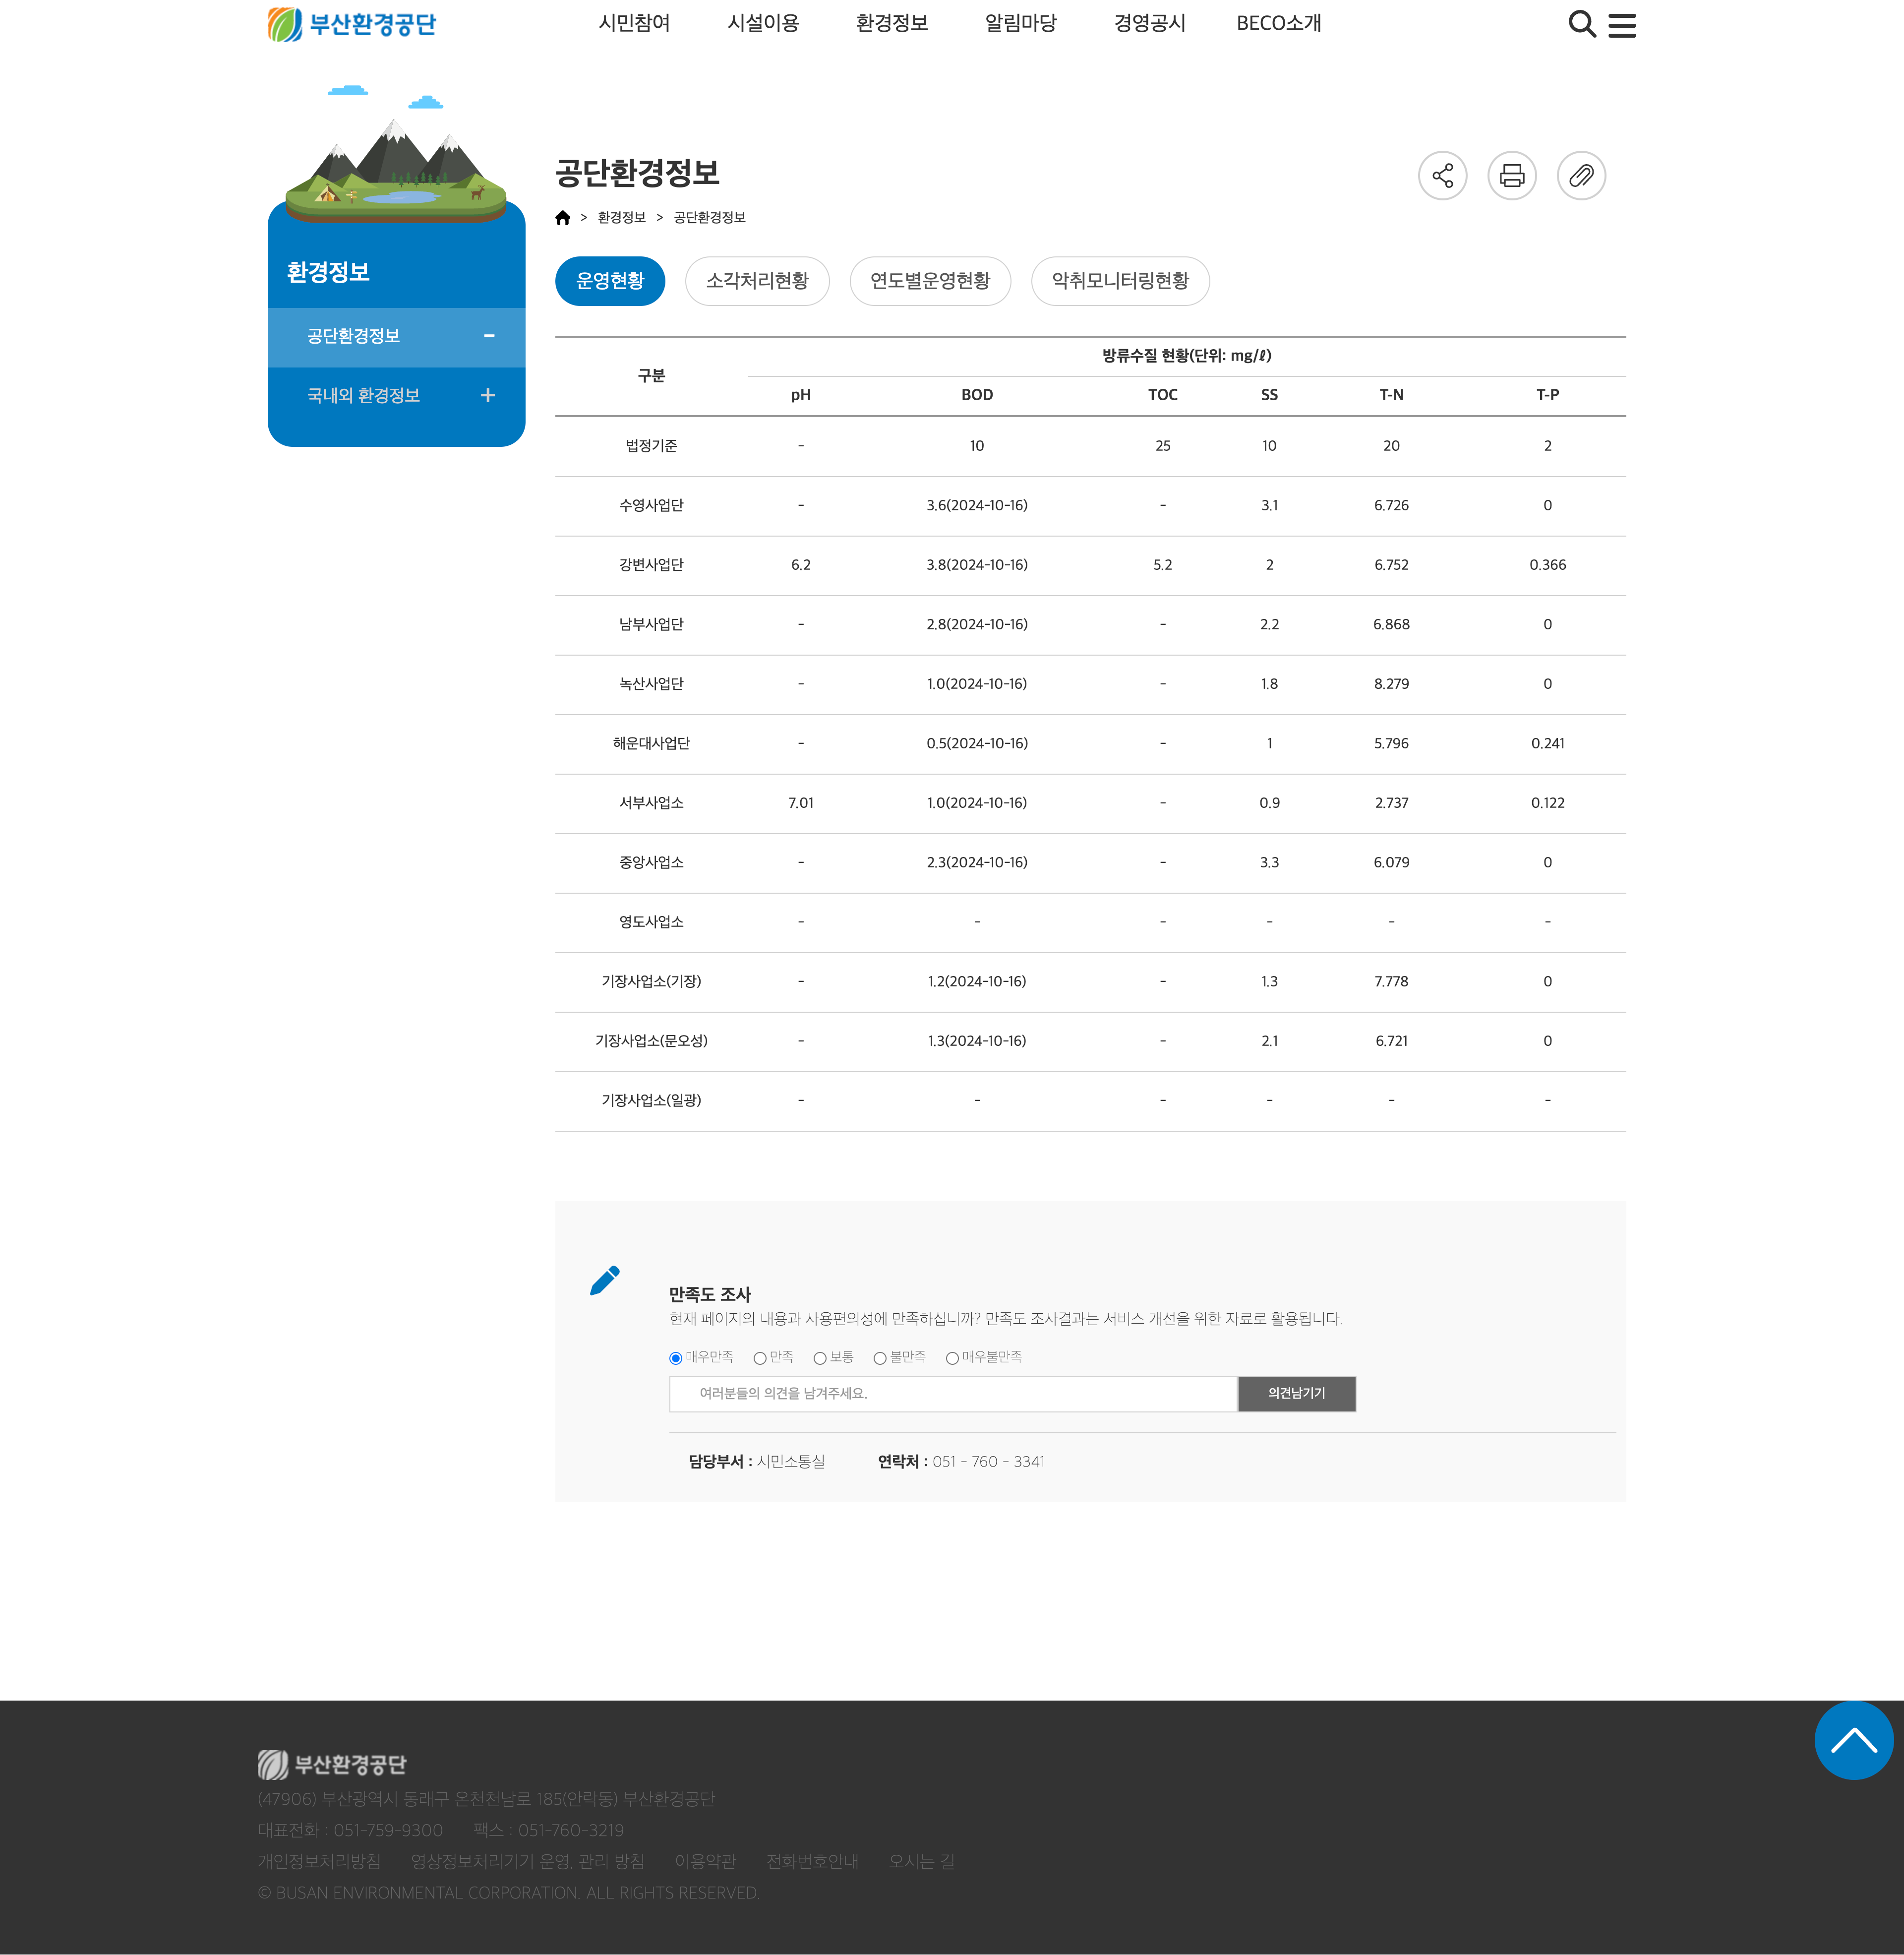 부산환경공단 시민참여 시설이용 환경정보 알림마당 경영공시 BECO소개
환경정보
공단환경정보 -
국내외 환경정보 +
공단환경정보
> 환경정보 > 공단환경정보
운영현황 소각처리현황 연도별운영현황 악취모니터링현황
구분 방류수질 현황(단위: mg/ℓ)
pH BOD TOC SS T-N T-P
법정기준 - 10 25 10 20 2
수영사업단 - 3.6(2024-10-16) - 3.1 6.726 0
강변사업단 6.2 3.8(2024-10-16) 5.2 2 6.752 0.366
남부사업단 - 2.8(2024-10-16) - 2.2 6.868 0
녹산사업단 - 1.0(2024-10-16) - 1.8 8.279 0
해운대사업단 - 0.5(2024-10-16) - 1 5.796 0.241
서부사업소 7.01 1.0(2024-10-16) - 0.9 2.737 0.122
중앙사업소 - 2.3(2024-10-16) - 3.3 6.079 0
영도사업소 - - - - - -
기장사업소(기장) - 1.2(2024-10-16) - 1.3 7.778 0
기장사업소(문오성) - 1.3(2024-10-16) - 2.1 6.721 0
기장사업소(일광) - - - - - -
만족도 조사
현재 페이지의 내용과 사용편의성에 만족하십니까? 만족도 조사결과는 서비스 개선을 위한 자료로 활용됩니다.
매우만족 만족 보통 불만족 매우불만족
여러분들의 의견을 남겨주세요. 의견남기기
담당부서 : 시민소통실 연락처 : 051 - 760 - 3341
부산환경공단
(47906) 부산광역시 동래구 온천천남로 185(안락동) 부산환경공단
대표전화 : 051-759-9300 팩스 : 051-760-3219
개인정보처리방침 영상정보처리기기 운영, 관리 방침 이용약관 전화번호안내 오시는 길
© BUSAN ENVIRONMENTAL CORPORATION. ALL RIGHTS RESERVED.